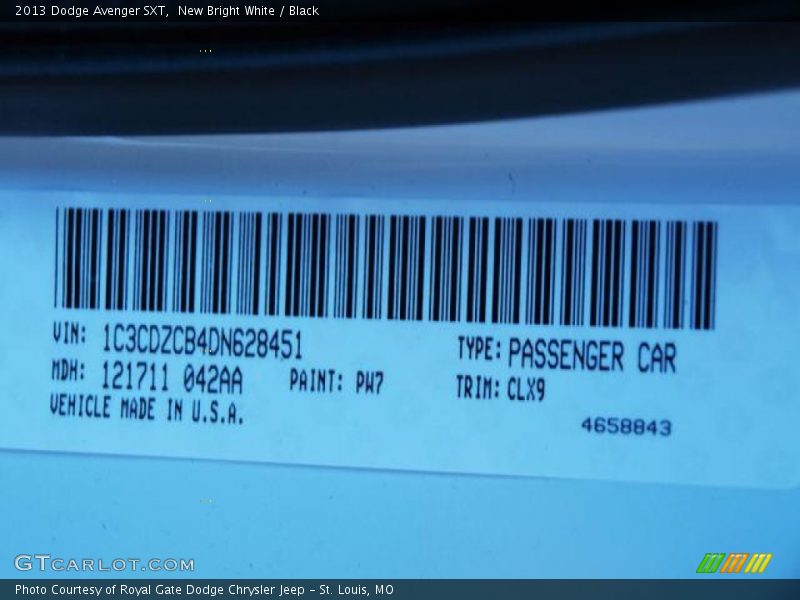 2013 Dodge Avenger SXT,  New Bright White / Black
VIN: 1C3CDZCB4DN628451 TYPE: PASSENGER CAR
MDH: 121711 042AA PAINT: PW7 TRIM: CLX9
VEHICLE MADE IN U.S.A. 4658843
GTCARLOT.COM
Photo Courtesy of Royal Gate Dodge Chrysler Jeep - St. Louis, MO